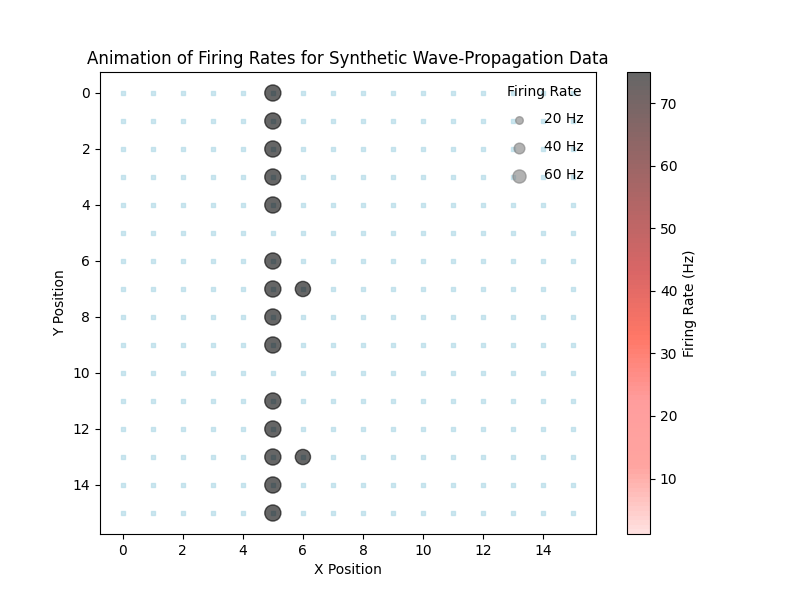 Animation of Firing Rates for Synthetic Wave-Propagation Data
Firing Rate
20 Hz
40 Hz
60 Hz
0
2
4
6
8
10
12
14
Y Position
0 2 4 6 8 10 12 14
X Position
70
60
50
40
30
20
10
Firing Rate (Hz)